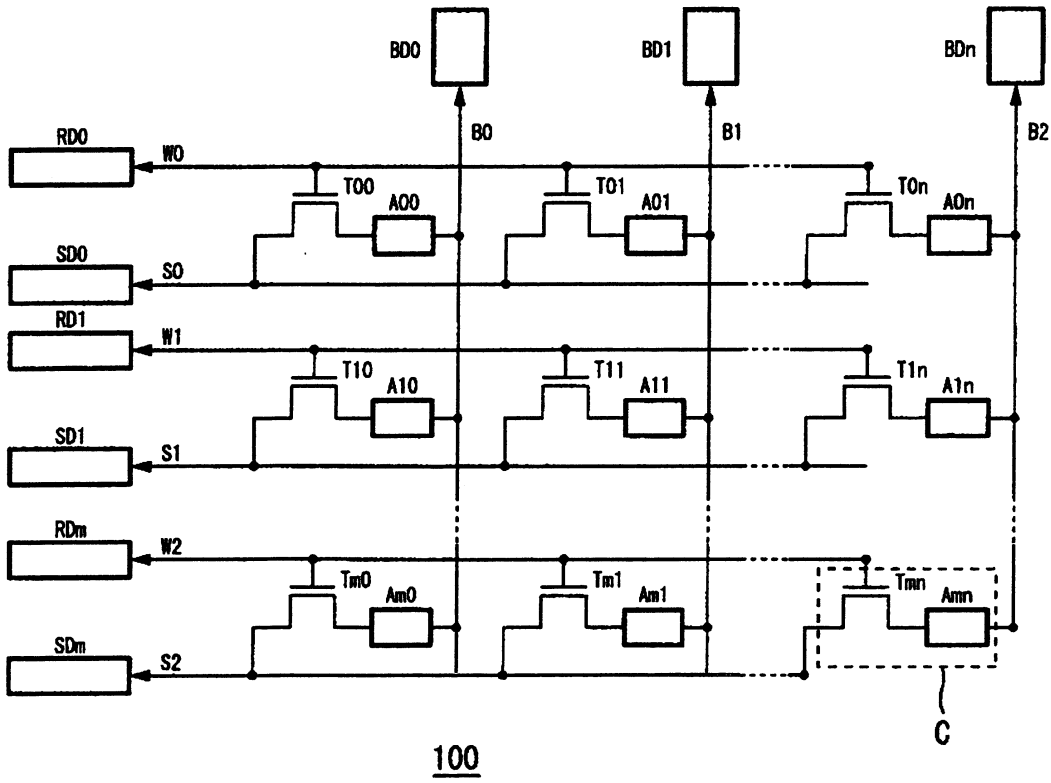 BD0 BD1 BDn
B0 B1 B2
RD0 W0
T00 A00 T01 A01 T0n A0n
SD0 S0
RD1 W1
T10 A10 T11 A11 T1n A1n
SD1 S1
RDm W2
Tm0 Am0 Tm1 Am1 Tmn Amn
SDm S2
C
100